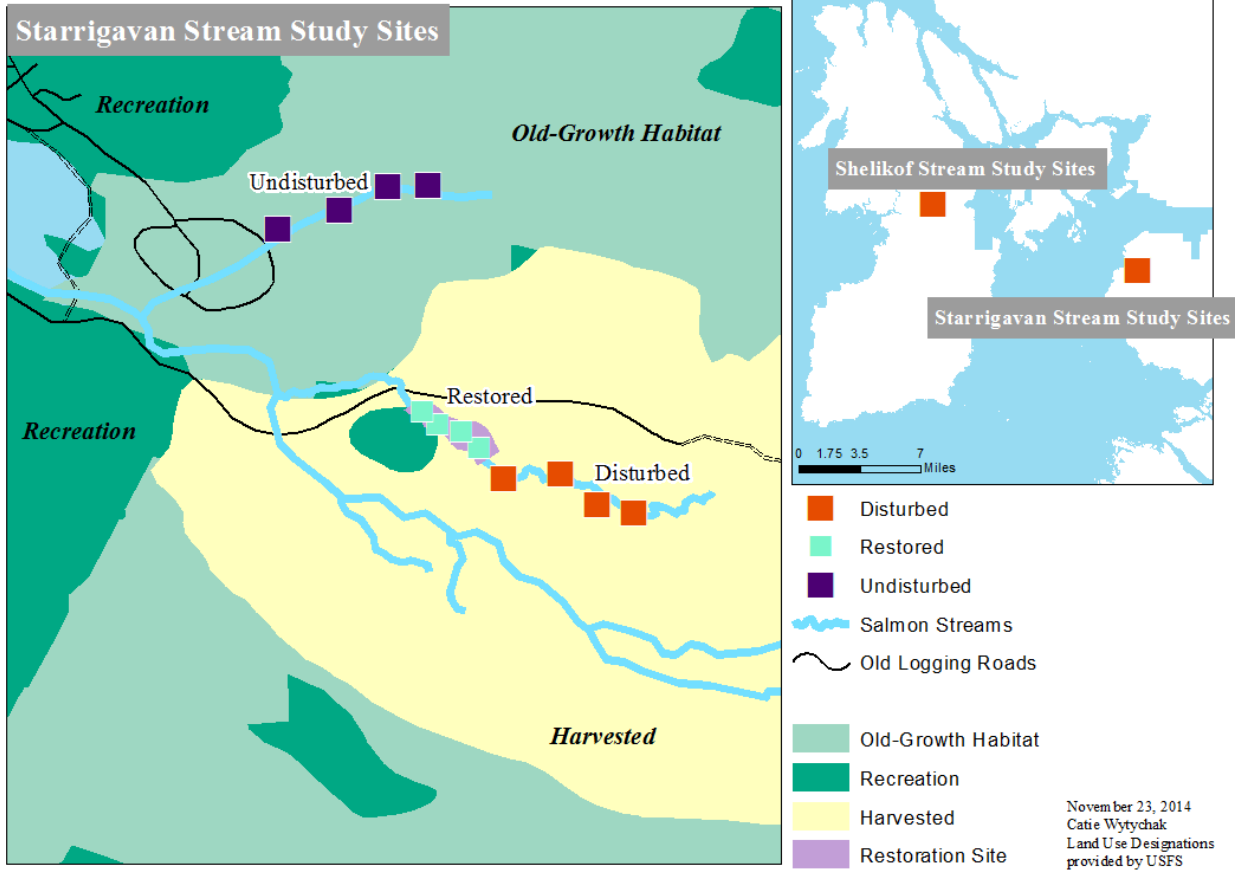 Starrigavan Stream Study Sites
Recreation
Old-Growth Habitat
Undisturbed
Restored
Recreation
Disturbed
Harvested
Shelikof Stream Study Sites
Starrigavan Stream Study Sites
0 1.75 3.5 7
Miles
Disturbed
Restored
Undisturbed
Salmon Streams
Old Logging Roads
Old-Growth Habitat
Recreation
Harvested
Restoration Site
November 23, 2014
Catie Wytychak
Land Use Designations
provided by USFS